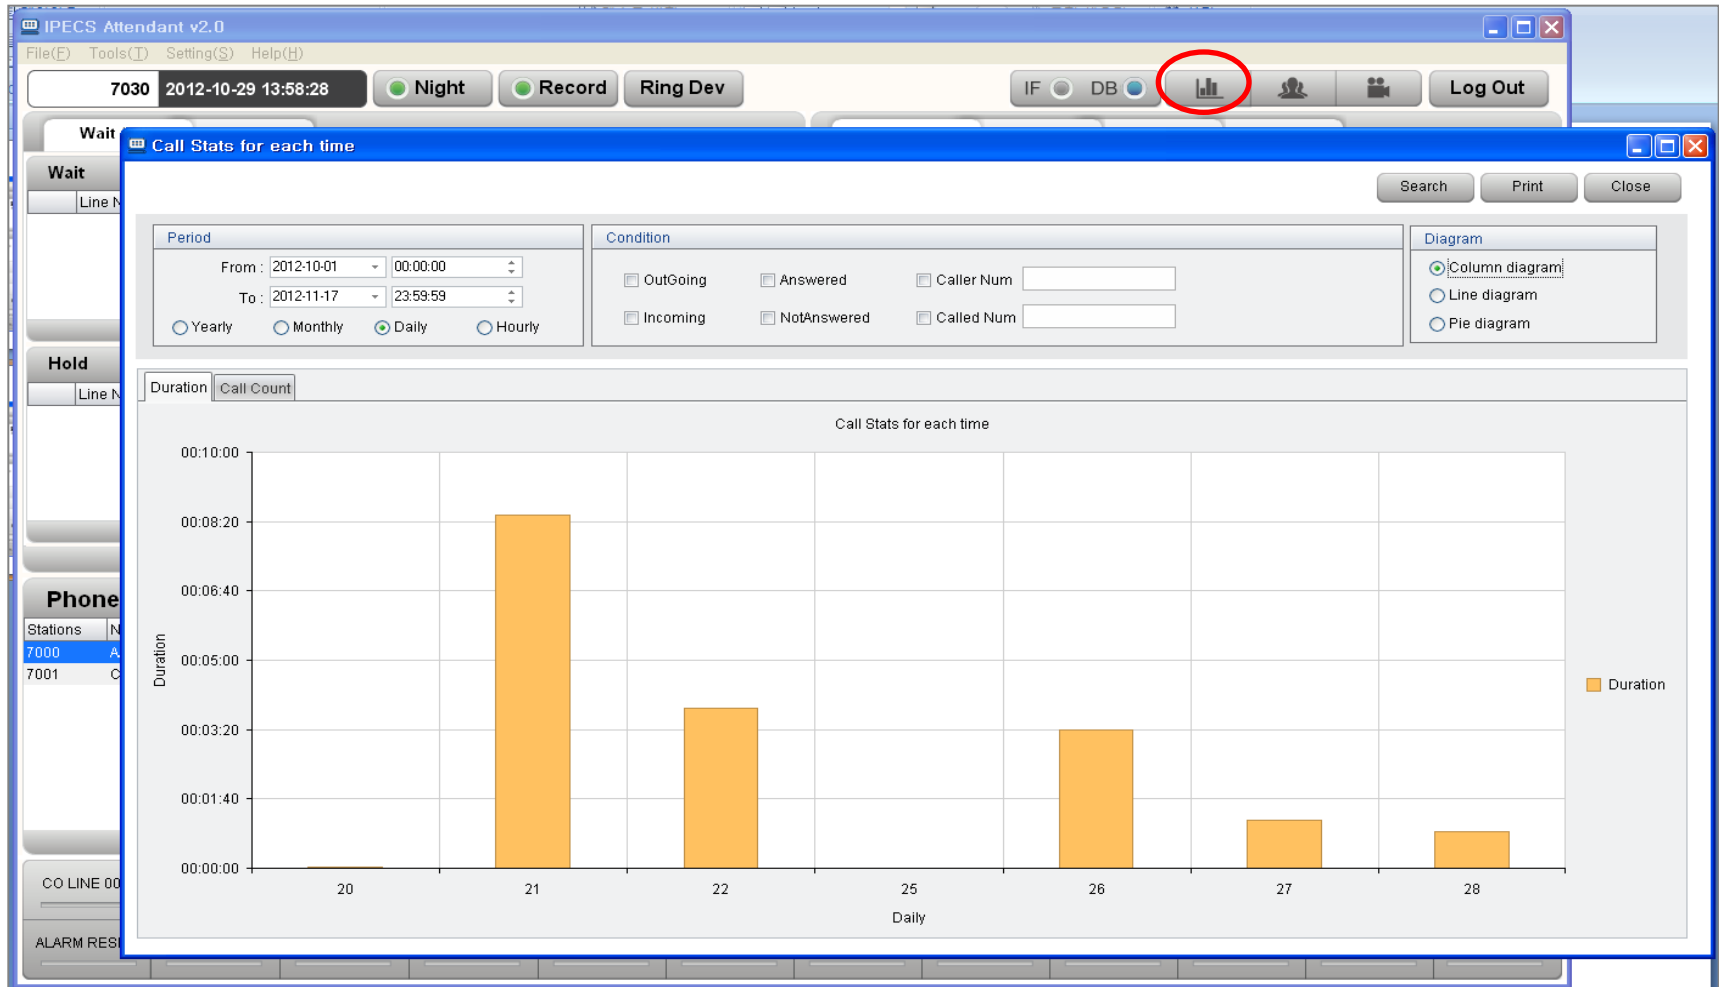 IPECS Attendant v2.0
File(F) Tools(T) Setting(S) Help(H)
7030 2012-10-29 13:58:28 Night Record Ring Dev IF DB Log Out
Wait
Call Stats for each time
Wait
Search Print Close
Line N
Period Condition Diagram
From : 2012-10-01 00:00:00 OutGoing Answered Caller Num Column diagram
To : 2012-11-17 23:59:59 Line diagram
Yearly Monthly Daily Hourly Incoming NotAnswered Called Num Pie diagram
Hold
Line N
Duration Call Count
Call Stats for each time
00:10:00
00:08:20
00:06:40
00:05:00
00:03:20
00:01:40
00:00:00
Duration
20 21 22 25 26 27 28
Daily
Duration
Phone
Stations N
7000 A
7001 C
CO LINE 00
ALARM RES